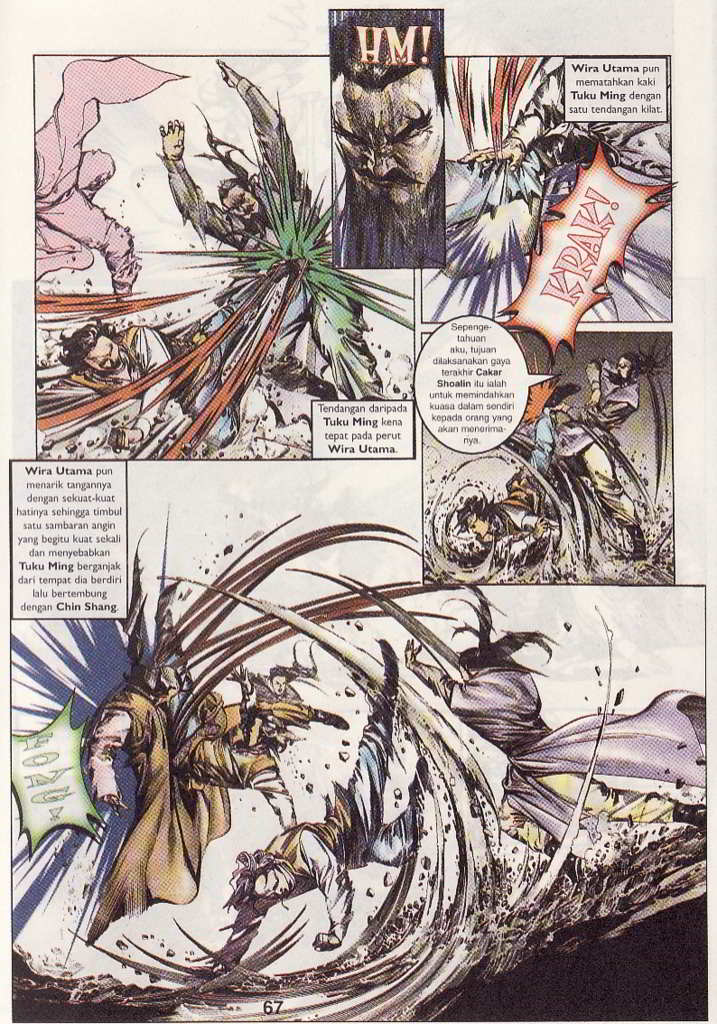 HM!
Wira Utama pun
mematahkan kaki
Tuku Ming dengan
satu tendangan kilat.
KRAK!
Tendangan daripada
Tuku Ming kena
tepat pada perut
Wira Utama.
Sepenge-
tahuan
aku, tujuan
dilaksanakan gaya
terakhir Cakar
Shoalin itu ialah
untuk memindahkan
kuasa dalam sendiri
kepada orang yang
akan menerima-
nya.
Wira Utama pun
menarik tangannya
dengan sekuat-kuat
hatinya sehingga timbul
satu sambaran angin
yang begitu kuat sekali
dan menyebabkan
Tuku Ming berganjak
dari tempat dia berdiri
lalu bertembung
dengan Chin Shang.
67